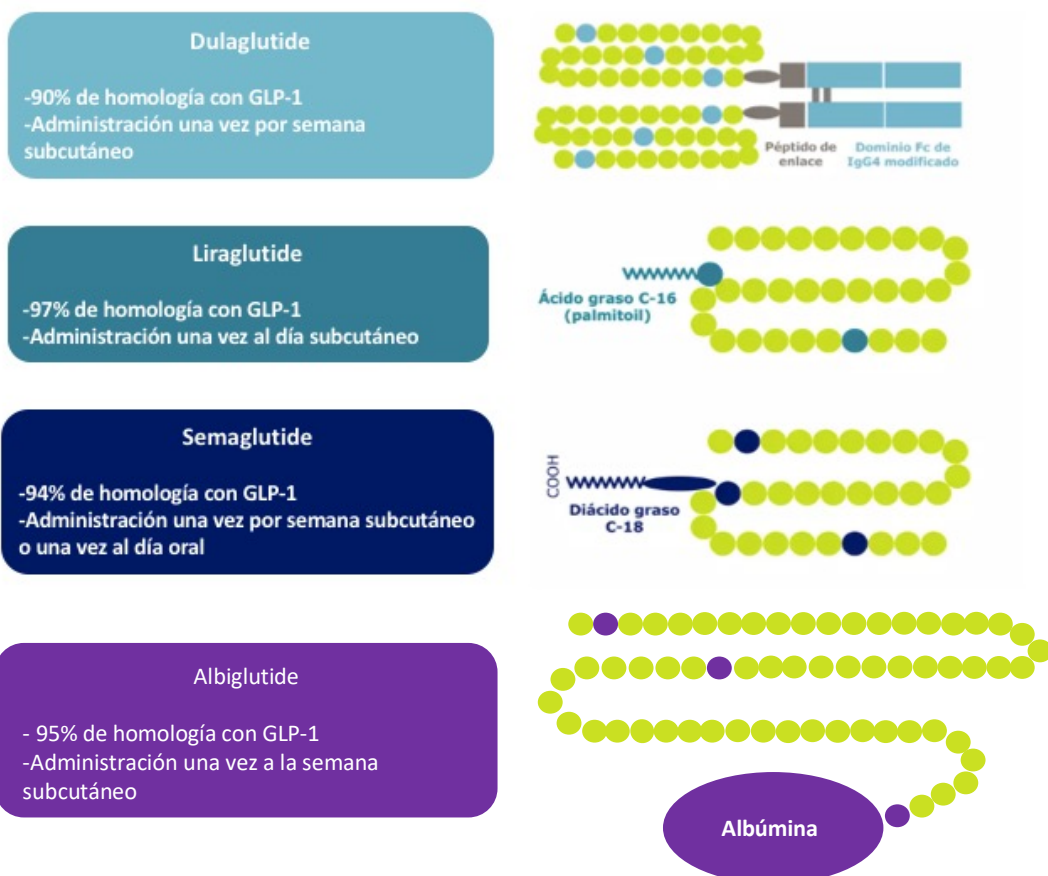 Dulaglutide
-90% de homología con GLP-1
-Administración una vez por semana
subcutáneo
Péptido de
enlace
Dominio Fc de
IgG4 modificado
Liraglutide
-97% de homología con GLP-1
-Administración una vez al día subcutáneo
Ácido graso C-16
(palmitoil)
Semaglutide
-94% de homología con GLP-1
-Administración una vez por semana subcutáneo
o una vez al día oral
COOH
Diácido graso
C-18
Albiglutide
- 95% de homología con GLP-1
-Administración una vez a la semana
subcutáneo
Albúmina